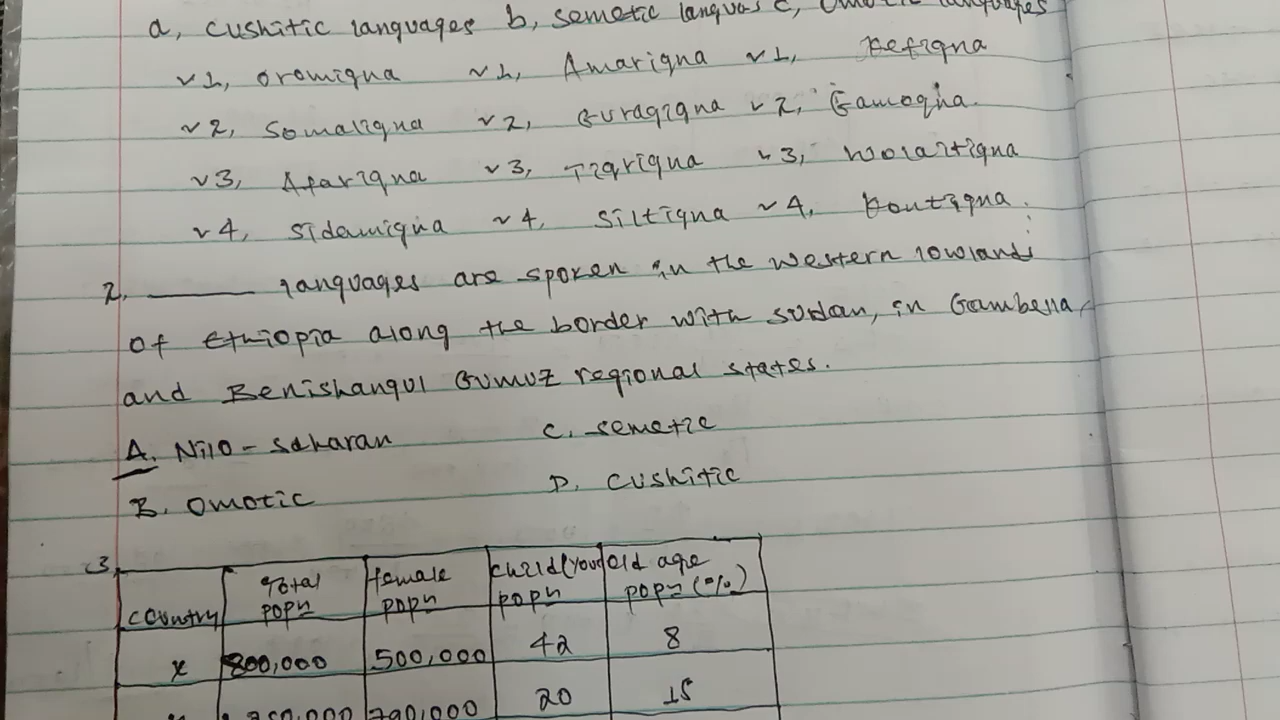 a, cushitic languages b, semetic languas c, Omotic languages
✓1, oromiqna ✓1, Amariqna ✓1, Kefiqna
✓2, somaliqna ✓2, Guragiqna ✓2, Gamoqna.
✓3, Afariqna ✓3, Tigriqna ✓3, wolaitiqna
✓4, sidamiqna ✓4, siltiqna ✓4, Kontiqna.
2. ______ languages are spoken in the western lowlands
of ethiopia along the border with sudan, in Gambella,
and Benishangul Gumuz regional states.
A. Nilo-saharan C. semetic
B. omotic D. cushitic
3,
country Total popn female popn child(young popn old age popn (%)
x 800,000 500,000 42 8
790,000 20 15